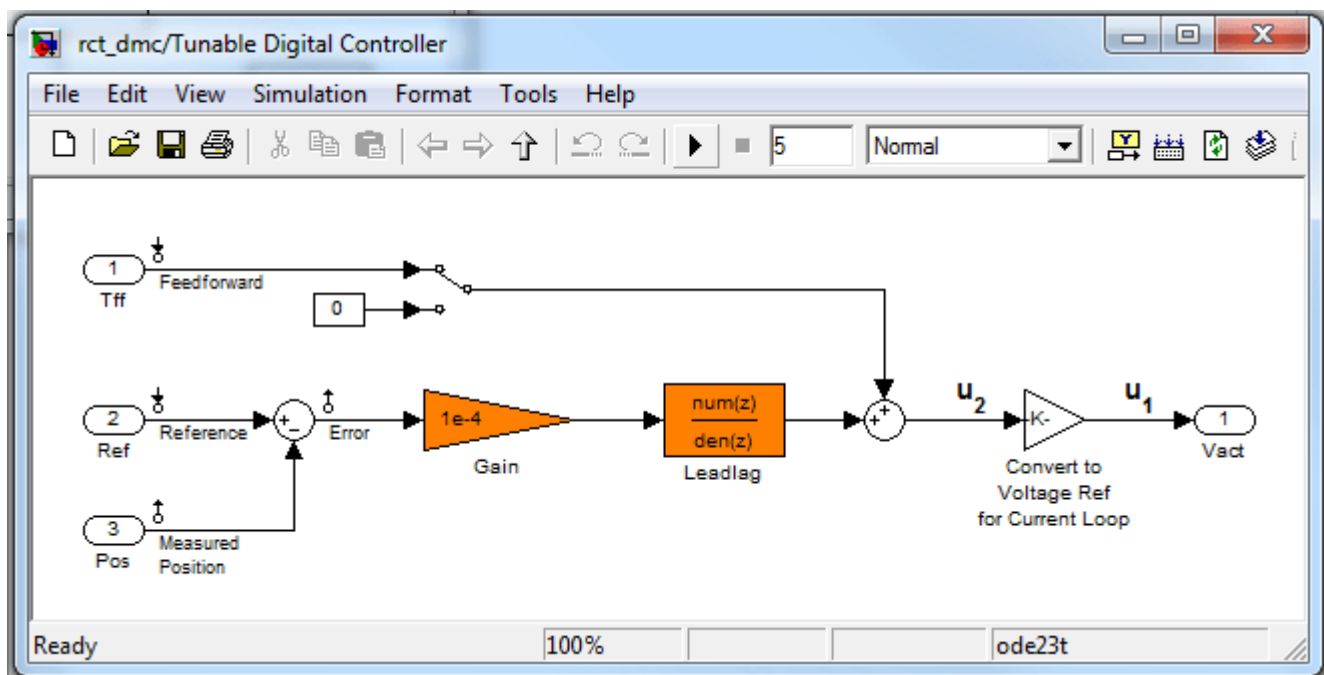 rct_dmc/Tunable Digital Controller
File Edit View Simulation Format Tools Help
5 Normal
1
Feedforward
Tff
0
2
Reference
Ref
+
−
Error
1e-4
Gain
num(z)
den(z)
Leadlag
+
+
u2
-K-
Convert to
Voltage Ref
for Current Loop
u1
1
Vact
3
Measured
Position
Pos
Ready 100% ode23t